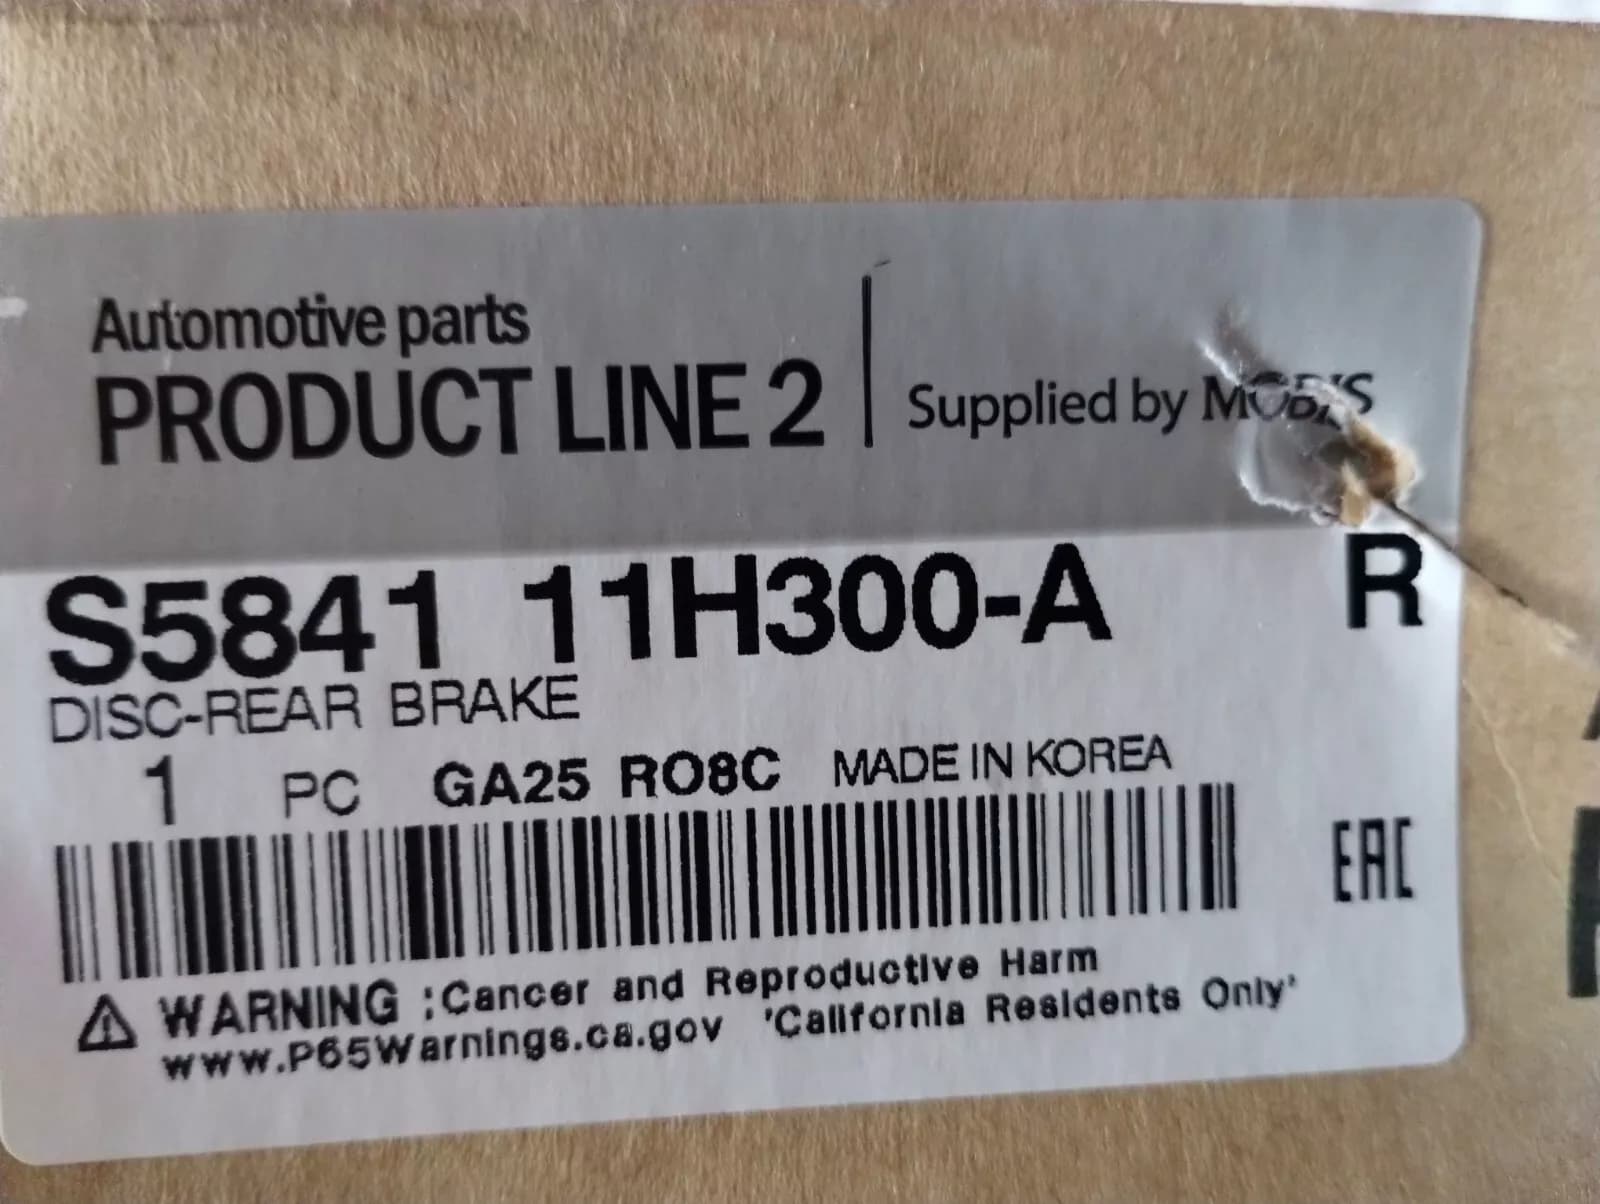 Automotive parts
PRODUCT LINE 2
Supplied by MOBIS
S5841 11H300-A R
DISC-REAR BRAKE
1 PC GA25 RO8C MADE IN KOREA
EAC
WARNING :Cancer and Reproductive Harm
www.P65Warnings.ca.gov 'California Residents Only'